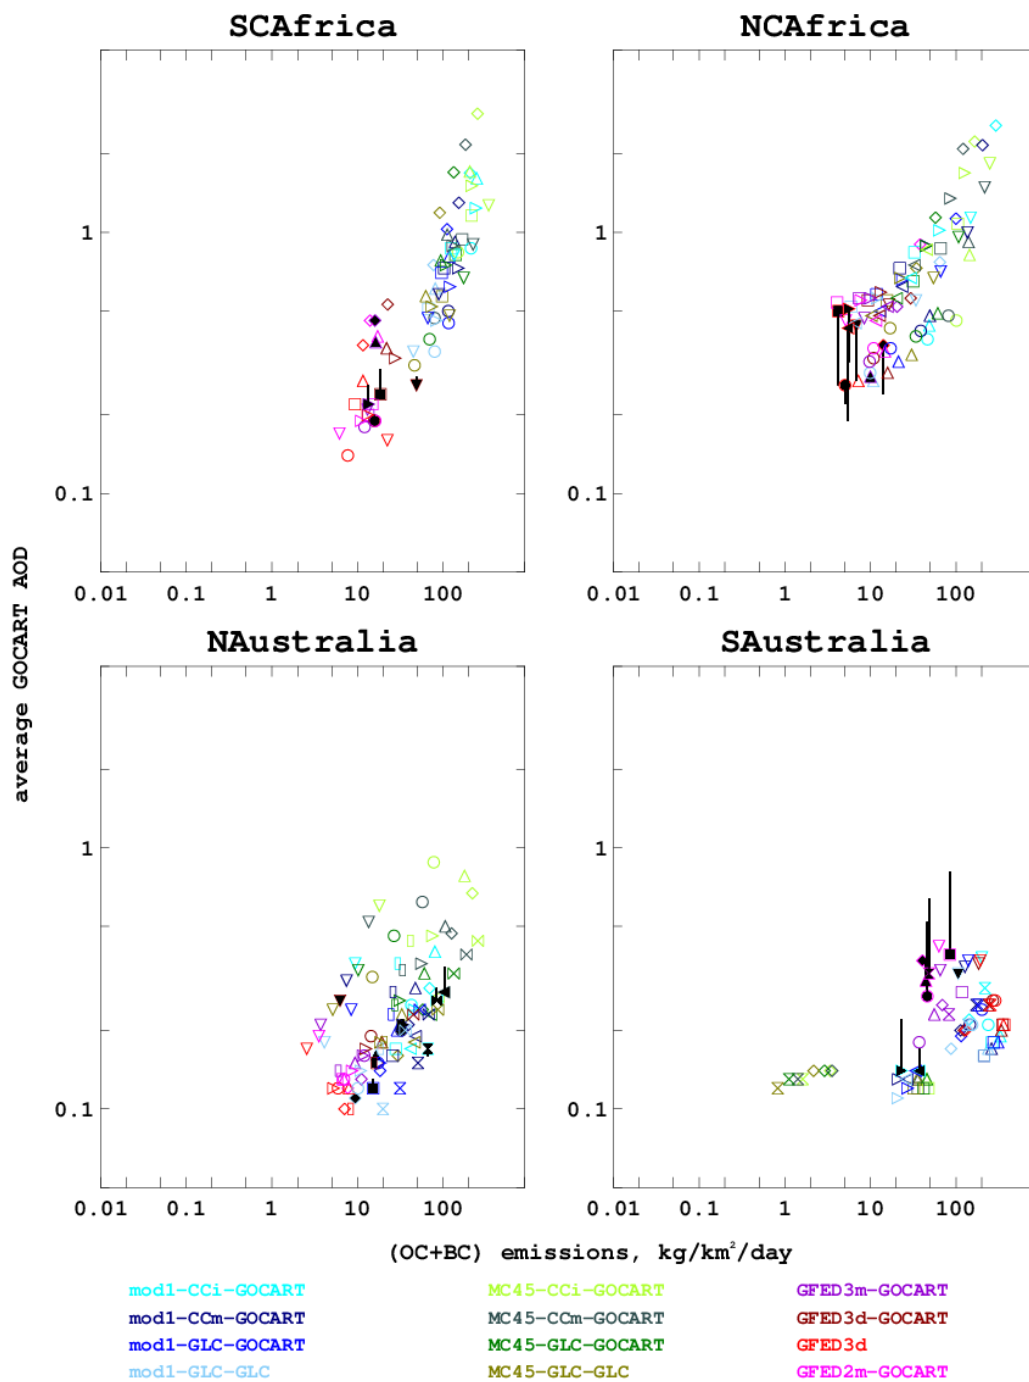 SCAfrica NCAfrica
1 1
0.1 0.1
0.01 0.1 1 10 100 0.01 0.1 1 10 100
NAustralia SAustralia
average GOCART AOD
1 1
0.1 0.1
0.01 0.1 1 10 100 0.01 0.1 1 10 100
(OC+BC) emissions, kg/km²/day
mod1-CCi-GOCART MC45-CCi-GOCART GFED3m-GOCART
mod1-CCm-GOCART MC45-CCm-GOCART GFED3d-GOCART
mod1-GLC-GOCART MC45-GLC-GOCART GFED3d
mod1-GLC-GLC MC45-GLC-GLC GFED2m-GOCART